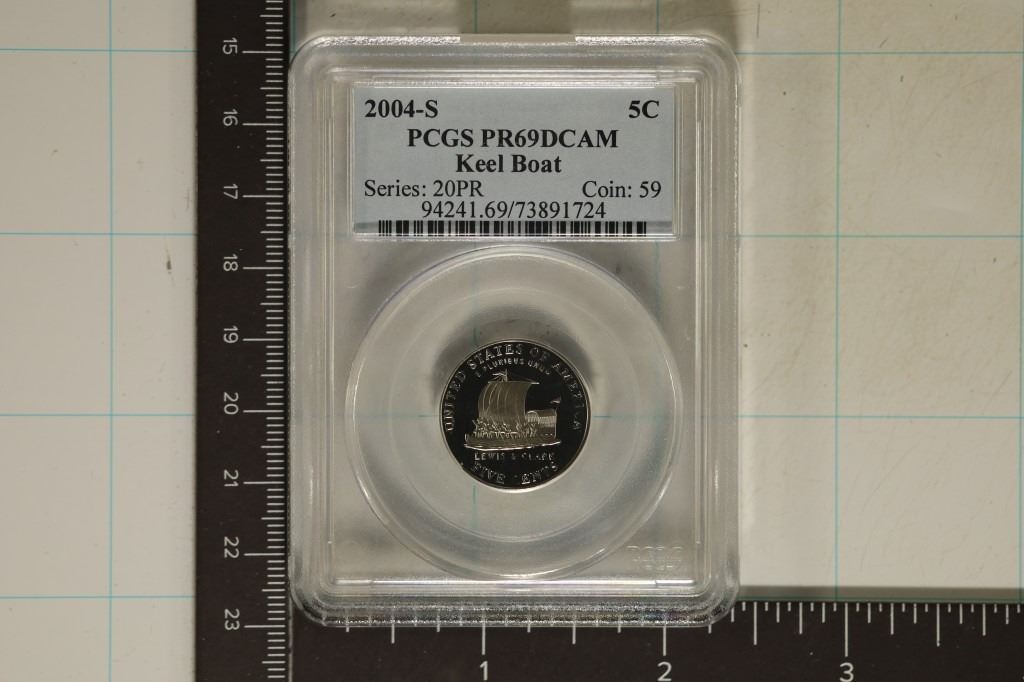 2004-S 5C
PCGS PR69DCAM
Keel Boat
Series: 20PR Coin: 59
94241.69/73891724
UNITED STATES OF AMERICA
E PLURIBUS UNUM
LEWIS & CLARK
FIVE CENTS
PCGS
15
16
17
18
19
20
21
22
23
1 2 3